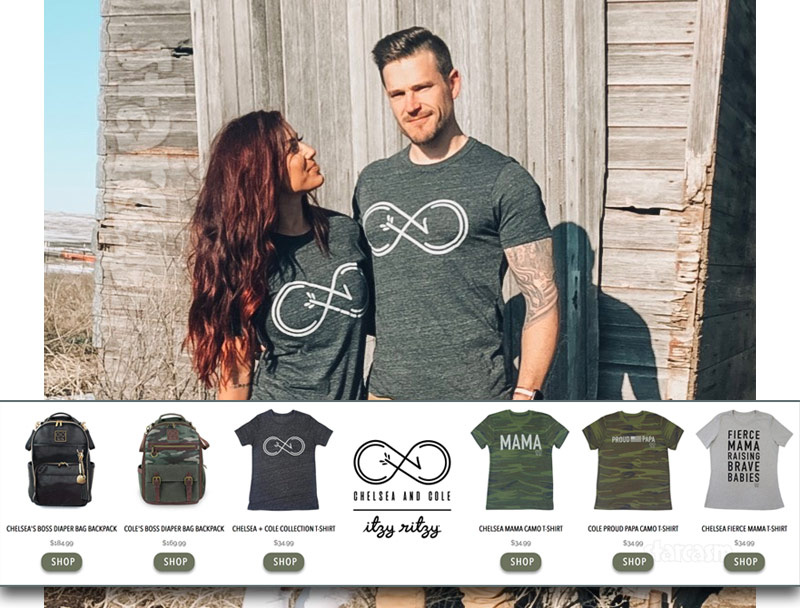 CHELSEA AND COLE
itzy ritzy
MAMA
PROUD PAPA
FIERCE
MAMA
RAISING
BRAVE
BABIES
CHELSEA'S BOSS DIAPER BAG BACKPACK
COLE'S BOSS DIAPER BAG BACKPACK
CHELSEA + COLE COLLECTION T-SHIRT
CHELSEA MAMA CAMO T-SHIRT
COLE PROUD PAPA CAMO T-SHIRT
CHELSEA FIERCE MAMA T-SHIRT
$184.99
$169.99
$34.99
$34.99
$34.99
$34.99
SHOP
SHOP
SHOP
SHOP
SHOP
SHOP
starcasm